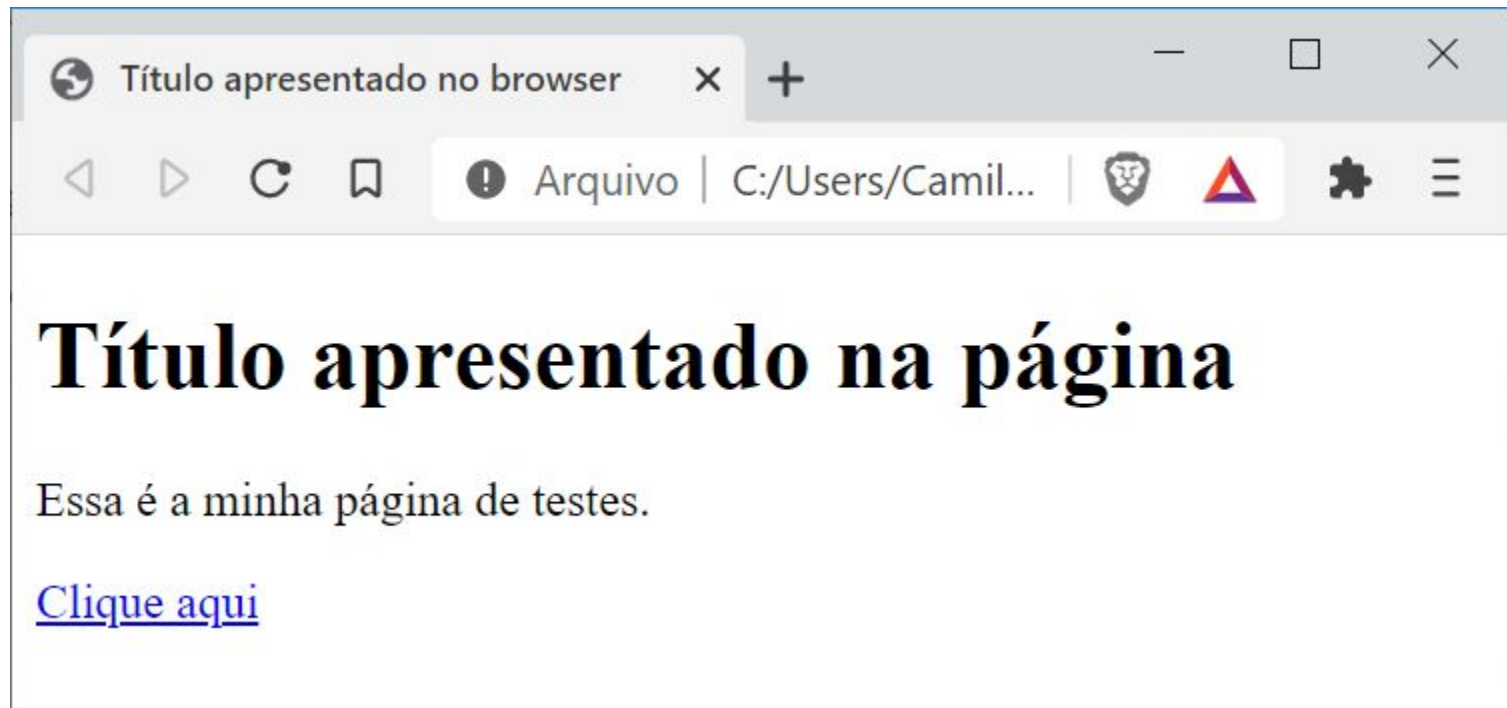 Título apresentado no browser
Arquivo | C:/Users/Camil...
Título apresentado na página
Essa é a minha página de testes.
Clique aqui